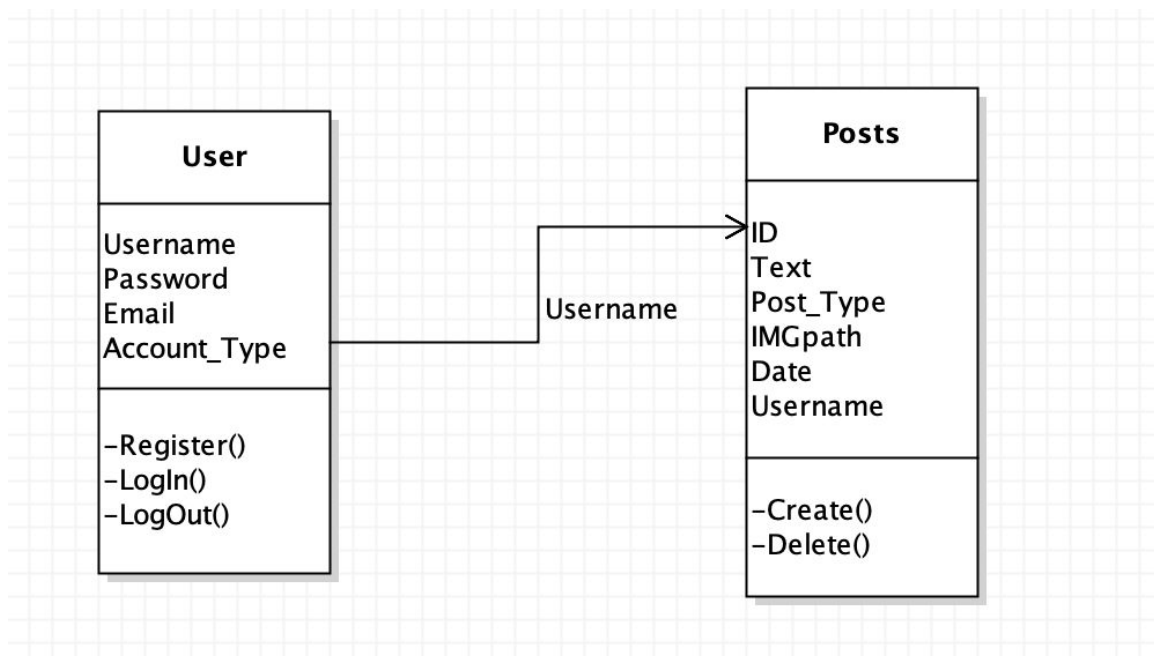 User
Username
Password
Email
Account_Type
-Register()
-LogIn()
-LogOut()
Username
Posts
ID
Text
Post_Type
IMGpath
Date
Username
-Create()
-Delete()